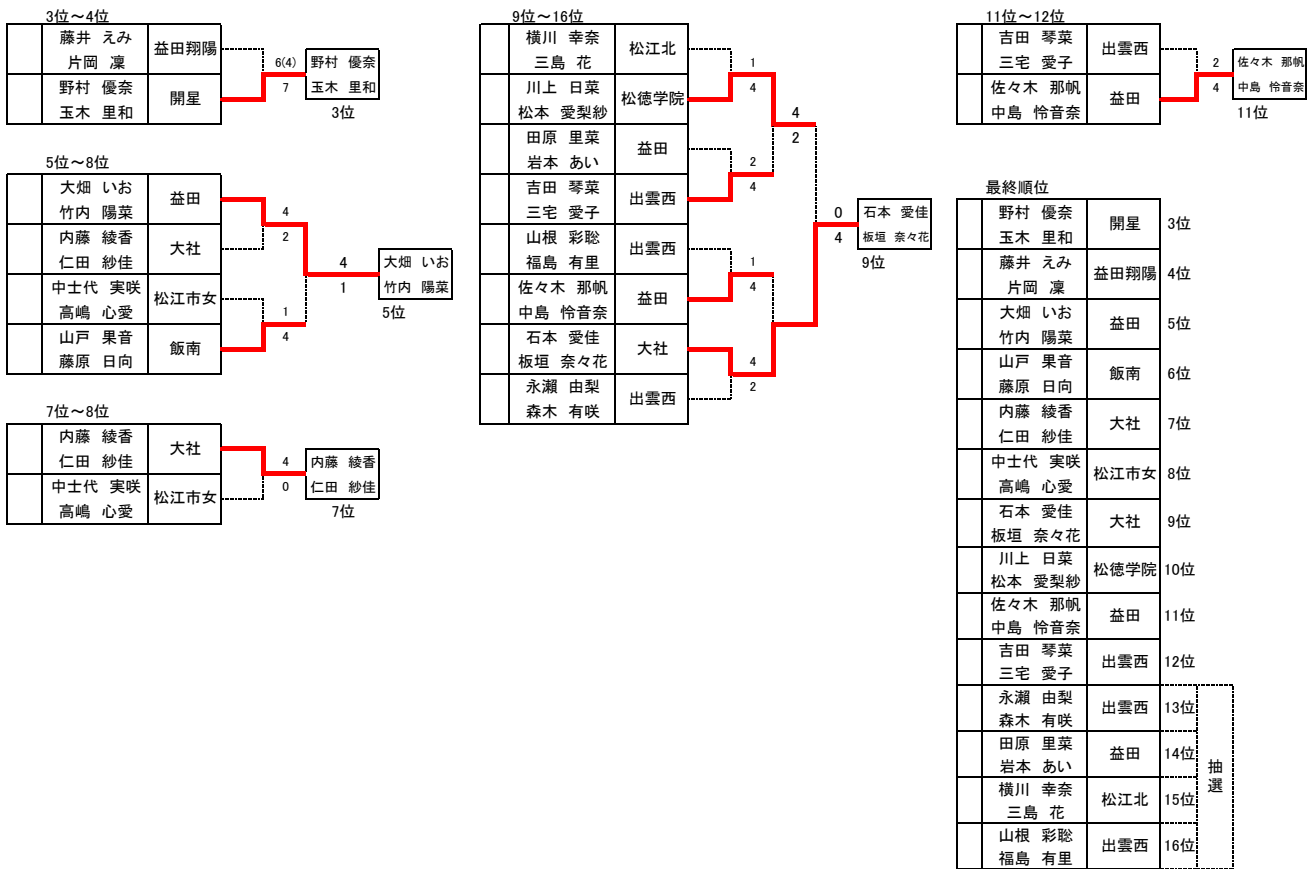 3位～4位
藤井 えみ
片岡 凜
益田翔陽
野村 優奈
玉木 里和
開星
6(4)
7
野村 優奈
玉木 里和
3位
5位～8位
大畑 いお
竹内 陽菜
益田
内藤 綾香
仁田 紗佳
大社
中士代 実咲
高嶋 心愛
松江市女
山戸 果音
藤原 日向
飯南
4
2
1
4
4
1
大畑 いお
竹内 陽菜
5位
7位～8位
内藤 綾香
仁田 紗佳
大社
中士代 実咲
高嶋 心愛
松江市女
4
0
内藤 綾香
仁田 紗佳
7位
9位～16位
横川 幸奈
三島 花
松江北
川上 日菜
松本 愛梨紗
松徳学院
田原 里菜
岩本 あい
益田
吉田 琴菜
三宅 愛子
出雲西
山根 彩聡
福島 有里
出雲西
佐々木 那帆
中島 怜音奈
益田
石本 愛佳
板垣 奈々花
大社
永瀬 由梨
森木 有咲
出雲西
1
4
2
4
1
4
4
2
4
2
0
4
石本 愛佳
板垣 奈々花
9位
11位～12位
吉田 琴菜
三宅 愛子
出雲西
佐々木 那帆
中島 怜音奈
益田
2
4
佐々木 那帆
中島 怜音奈
11位
最終順位
野村 優奈
玉木 里和
開星
3位
藤井 えみ
片岡 凜
益田翔陽
4位
大畑 いお
竹内 陽菜
益田
5位
山戸 果音
藤原 日向
飯南
6位
内藤 綾香
仁田 紗佳
大社
7位
中士代 実咲
高嶋 心愛
松江市女
8位
石本 愛佳
板垣 奈々花
大社
9位
川上 日菜
松本 愛梨紗
松徳学院
10位
佐々木 那帆
中島 怜音奈
益田
11位
吉田 琴菜
三宅 愛子
出雲西
12位
永瀬 由梨
森木 有咲
出雲西
13位
田原 里菜
岩本 あい
益田
14位
横川 幸奈
三島 花
松江北
15位
山根 彩聡
福島 有里
出雲西
16位
抽選